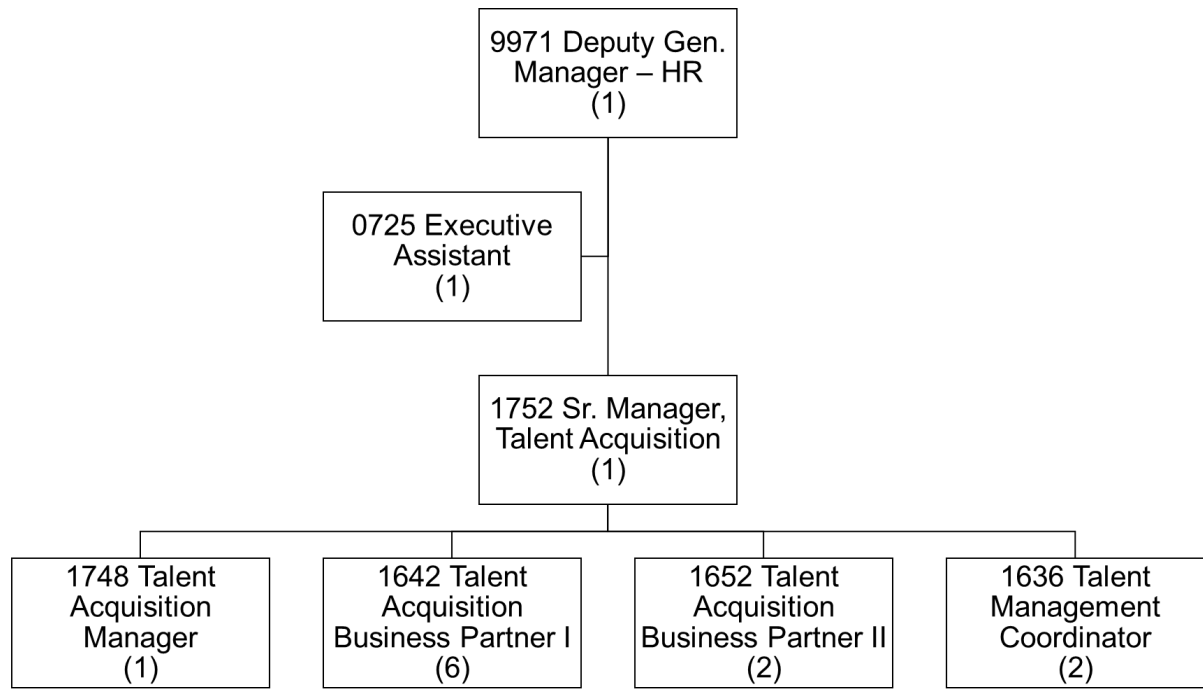 9971 Deputy Gen.
Manager – HR
(1)
0725 Executive
Assistant
(1)
1752 Sr. Manager,
Talent Acquisition
(1)
1748 Talent
Acquisition
Manager
(1)
1642 Talent
Acquisition
Business Partner I
(6)
1652 Talent
Acquisition
Business Partner II
(2)
1636 Talent
Management
Coordinator
(2)